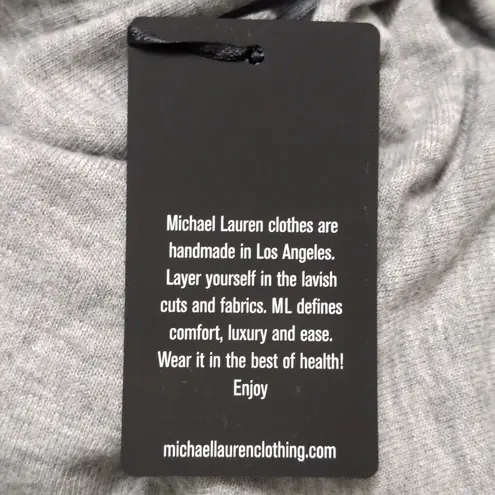 Michael Lauren clothes are
handmade in Los Angeles.
Layer yourself in the lavish
cuts and fabrics. ML defines
comfort, luxury and ease.
Wear it in the best of health!
Enjoy
michaellaurenclothing.com